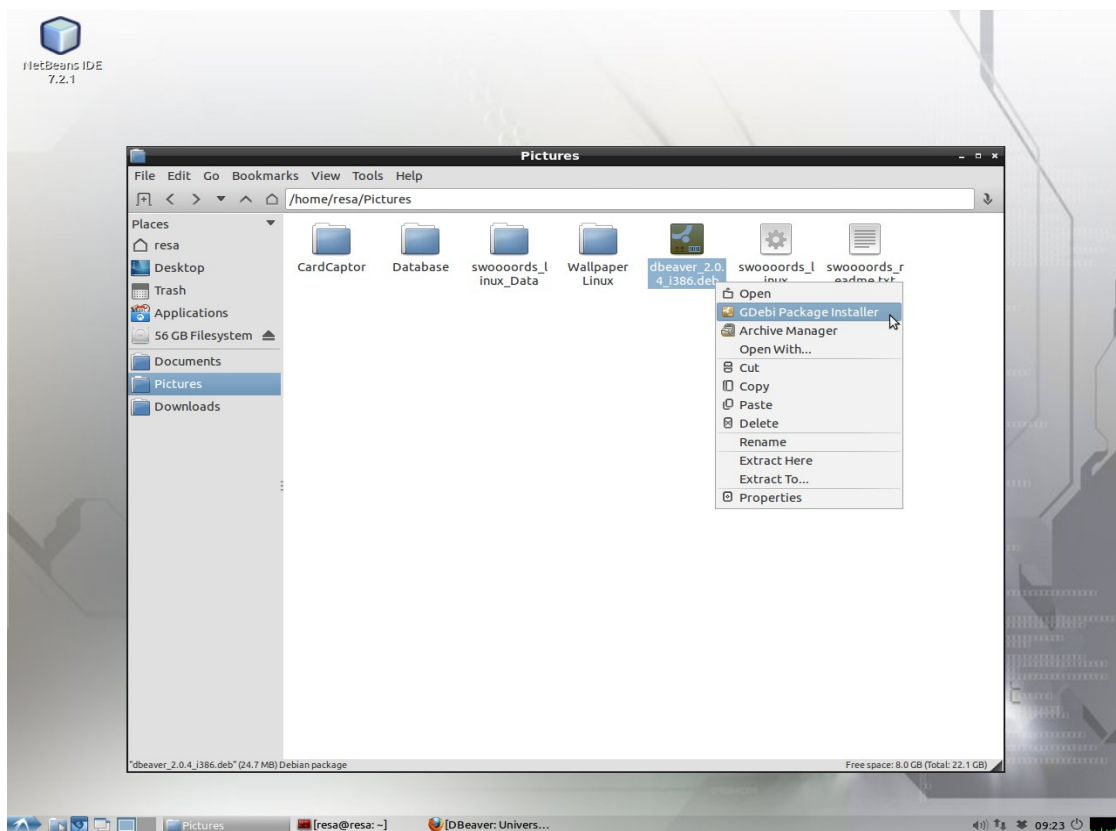 NetBeans IDE
7.2.1
Pictures
File Edit Go Bookmarks View Tools Help
/home/resa/Pictures
Places
resa
Desktop
Trash
Applications
56 GB Filesystem
Documents
Pictures
Downloads
CardCaptor
Database
swoooords_l
inux_Data
Wallpaper
Linux
dbeaver_2.0.
4_i386.deb
swoooords_l
inux
swoooords_r
eadme.txt
Open
GDebi Package Installer
Archive Manager
Open With...
Cut
Copy
Paste
Delete
Rename
Extract Here
Extract To...
Properties
"dbeaver_2.0.4_i386.deb" (24.7 MB) Debian package
Free space: 8.0 GB (Total: 22.1 GB)
Pictures
[resa@resa: ~]
[DBeaver: Univers...
09:23